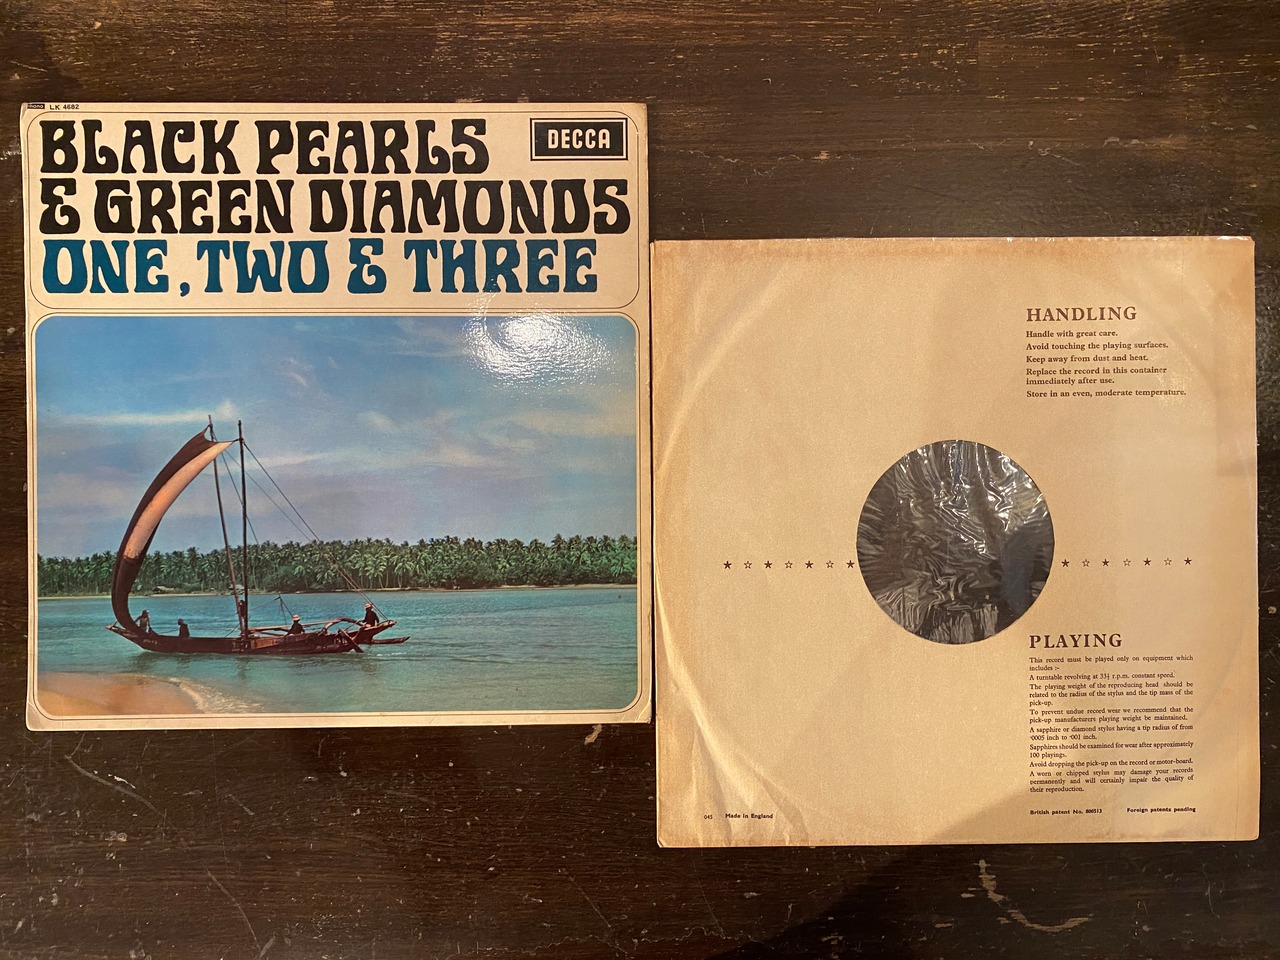 mono LK 4682
BLACK PEARLS
DECCA
& GREEN DIAMONDS
ONE, TWO & THREE
HANDLING
Handle with great care.
Avoid touching the playing surfaces.
Keep away from dust and heat.
Replace the record in this container
immediately after use.
Store in an even, moderate temperature.
★ ☆ ★ ☆ ★ ★ ★ ☆ ★ ☆ ★ ★
PLAYING
This record must be played only on equipment which
includes :-
A turntable revolving at 33⅓ r.p.m. constant speed.
The playing weight of the reproducing head should be
related to the radius of the stylus and the tip mass of the
pick-up.
To prevent undue record wear we recommend that the
pick-up manufacturers playing weight be maintained.
A sapphire or diamond stylus having a tip radius of from
·0005 inch to ·001 inch.
Sapphires should be examined for wear after approximately
100 playings.
Avoid dropping the pick-up on the record or motor-board.
A worn or chipped stylus may damage your records
permanently and will certainly impair the quality of
their reproduction.
045 Made in England
British patent No. 806513 Foreign patents pending